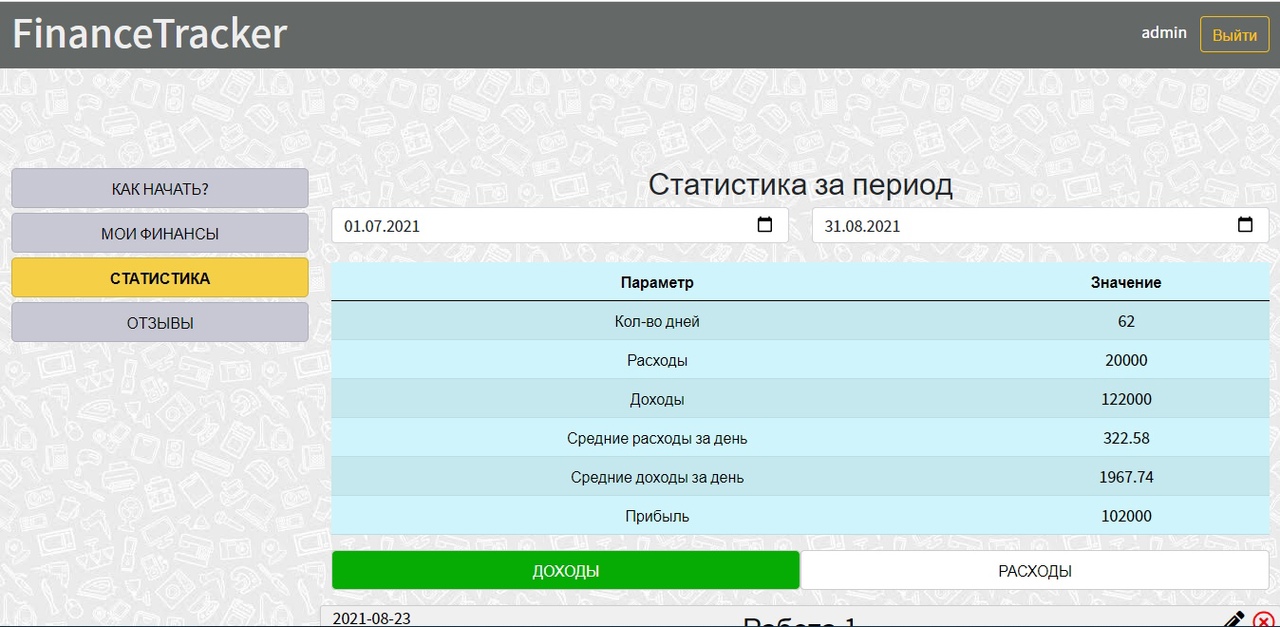 FinanceTracker
admin Выйти
КАК НАЧАТЬ?
МОИ ФИНАНСЫ
СТАТИСТИКА
ОТЗЫВЫ
Статистика за период
01.07.2021 31.08.2021
Параметр Значение
Кол-во дней 62
Расходы 20000
Доходы 122000
Средние расходы за день 322.58
Средние доходы за день 1967.74
Прибыль 102000
ДОХОДЫ РАСХОДЫ
2021-08-23
Работа 1